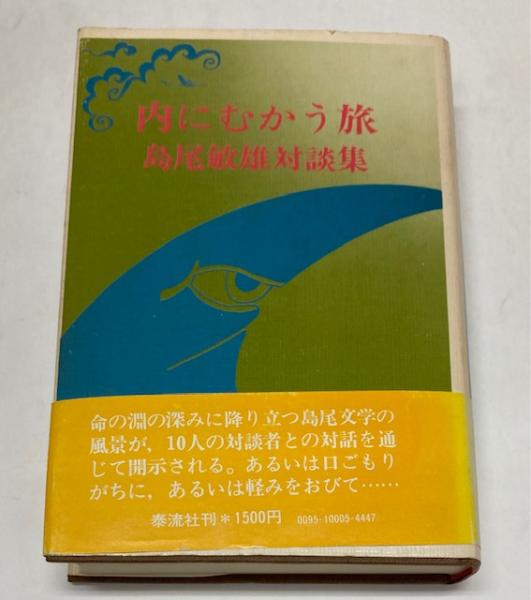 内にむかう旅
島尾敏雄対談集
命の淵の深みに降り立つ島尾文学の
風景が，10人の対談者との対話を通
じて開示される。あるいは口ごもり
がちに，あるいは軽みをおびて……
泰流社刊＊1500円 0095-10005-4447